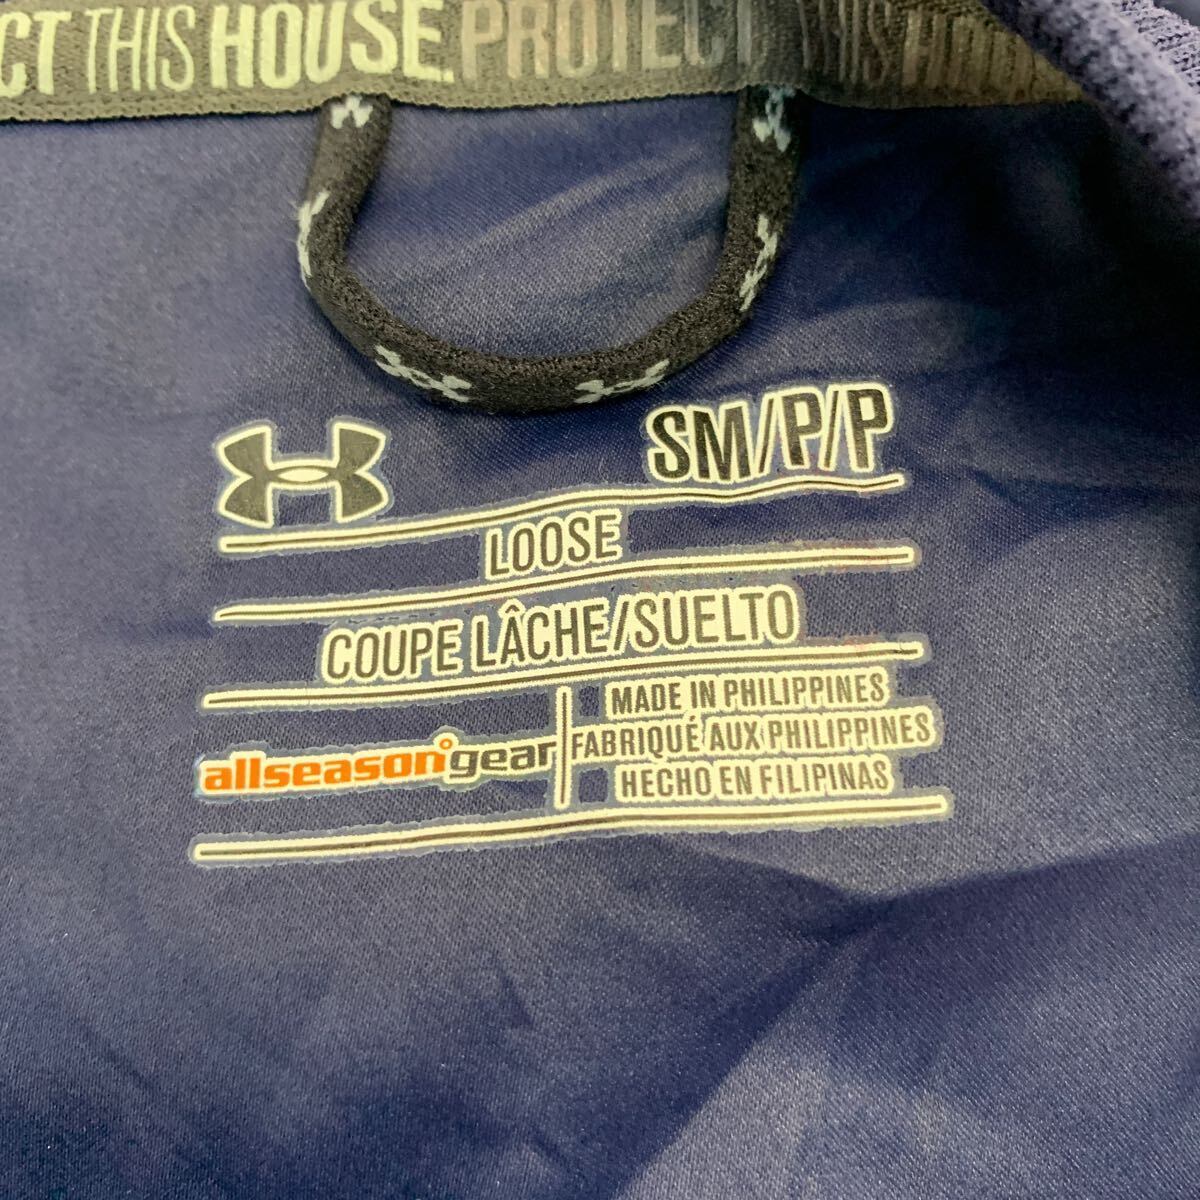 CT THIS HOUSE. PROTECT THIS H
SM/P/P
LOOSE
COUPE LÂCHE/SUELTO
allseasongear
MADE IN PHILIPPINES
FABRIQUÉ AUX PHILIPPINES
HECHO EN FILIPINAS